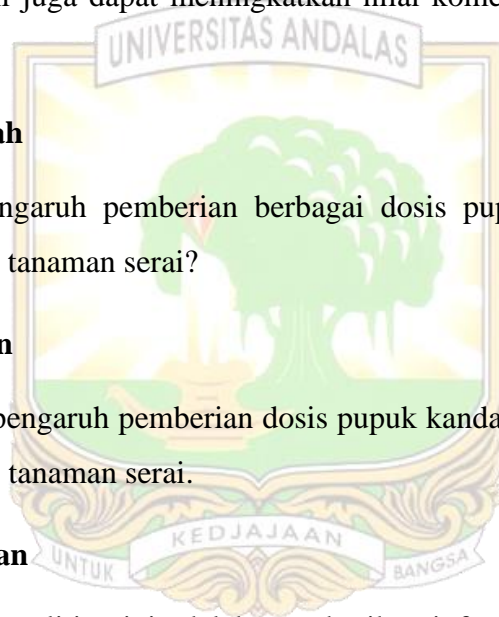 juga dapat meningkatkan nilai
UNIVERSITAS ANDALAS
ah
ngaruh pemberian berbagai dosis pup
tanaman serai?
n
pengaruh pemberian dosis pupuk kanda
tanaman serai.
KEDJAJAAN
UNTUK BANGSA
an